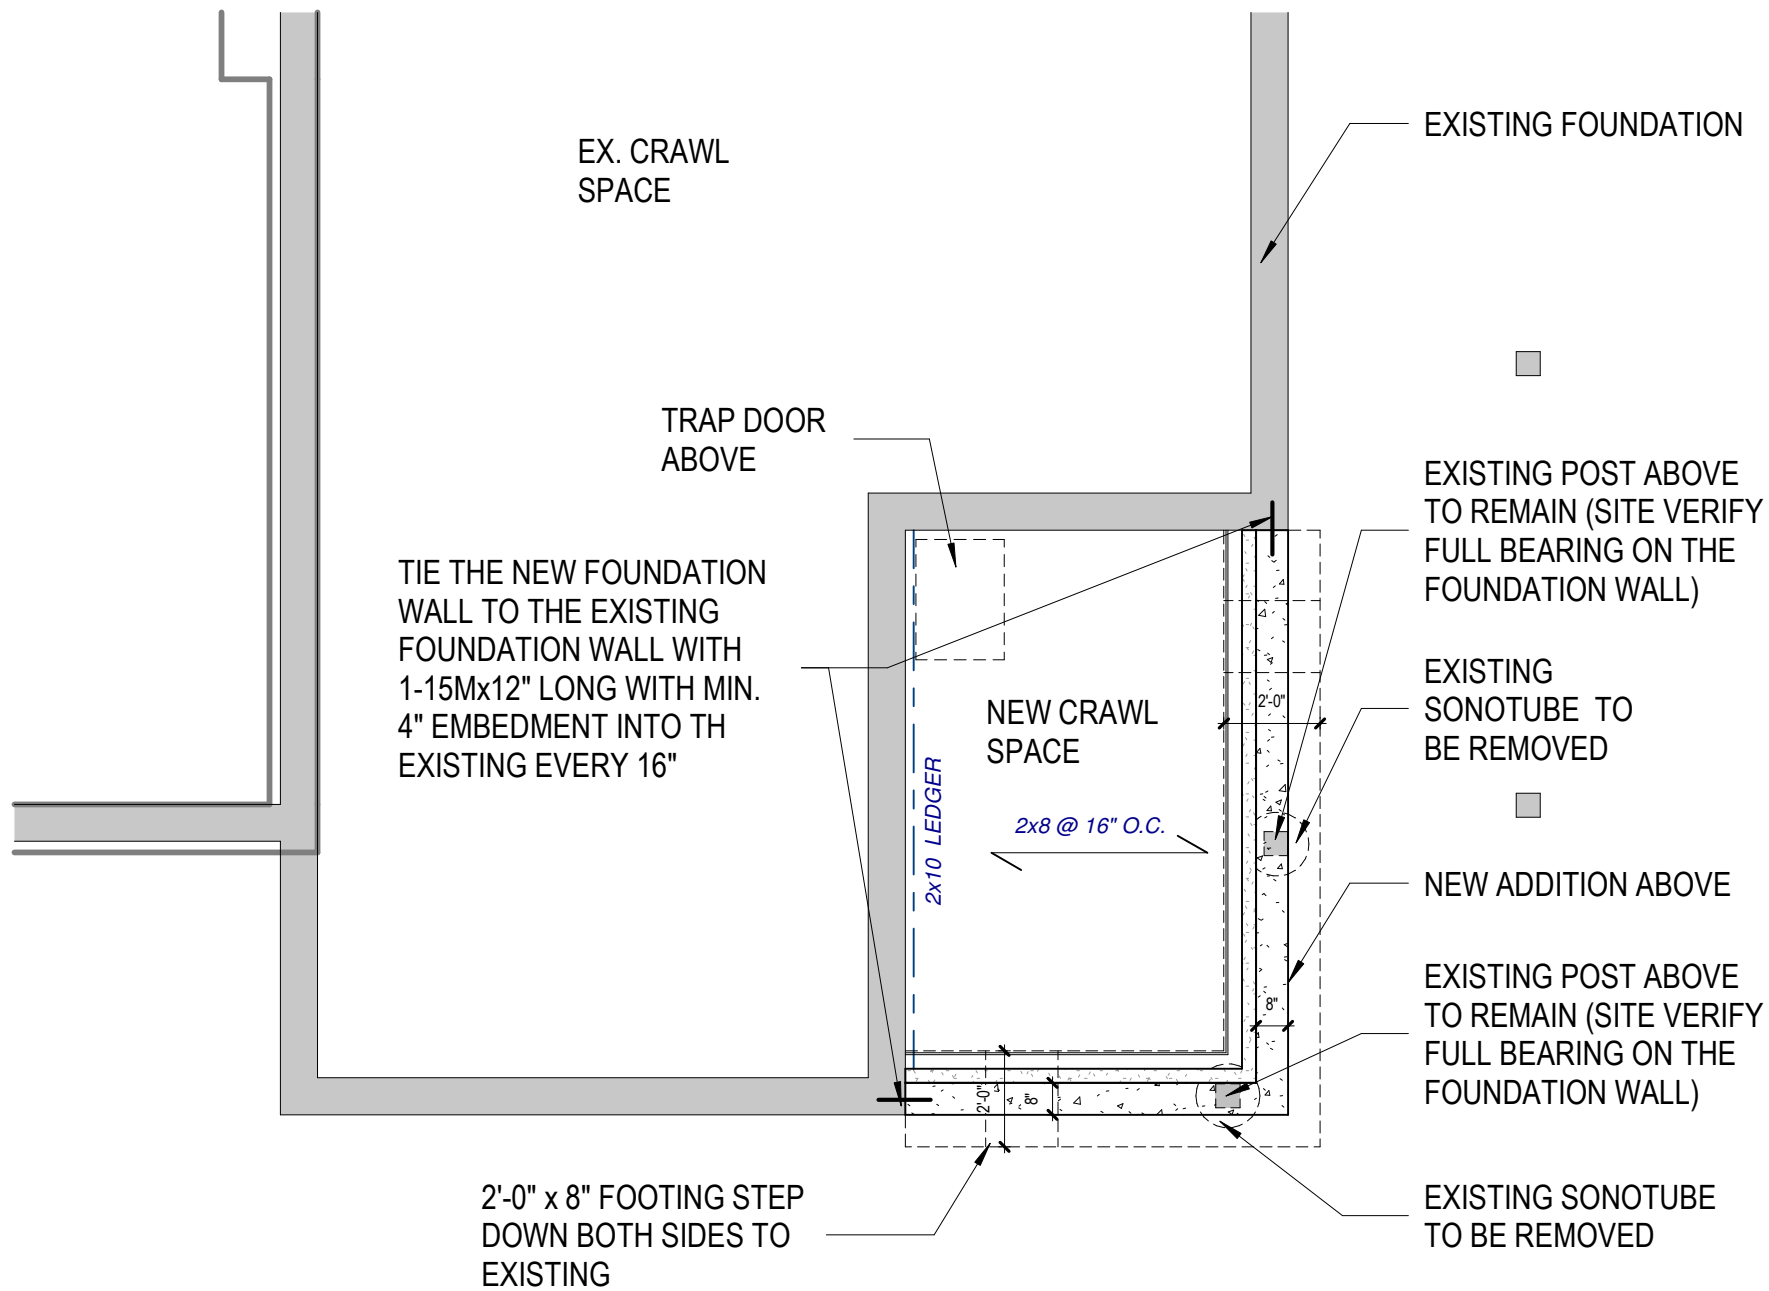 EXISTING FOUNDATION
EX. CRAWL
SPACE
TRAP DOOR
ABOVE
EXISTING POST ABOVE
TO REMAIN (SITE VERIFY
FULL BEARING ON THE
FOUNDATION WALL)
TIE THE NEW FOUNDATION
WALL TO THE EXISTING
FOUNDATION WALL WITH
1-15Mx12" LONG WITH MIN.
4" EMBEDMENT INTO TH
EXISTING EVERY 16"
EXISTING
SONOTUBE TO
BE REMOVED
2'-0"
NEW CRAWL
SPACE
2x10 LEDGER
2x8 @ 16" O.C.
NEW ADDITION ABOVE
EXISTING POST ABOVE
TO REMAIN (SITE VERIFY
FULL BEARING ON THE
FOUNDATION WALL)
8"
2'-0"
8"
2'-0" x 8" FOOTING STEP
DOWN BOTH SIDES TO
EXISTING
EXISTING SONOTUBE
TO BE REMOVED